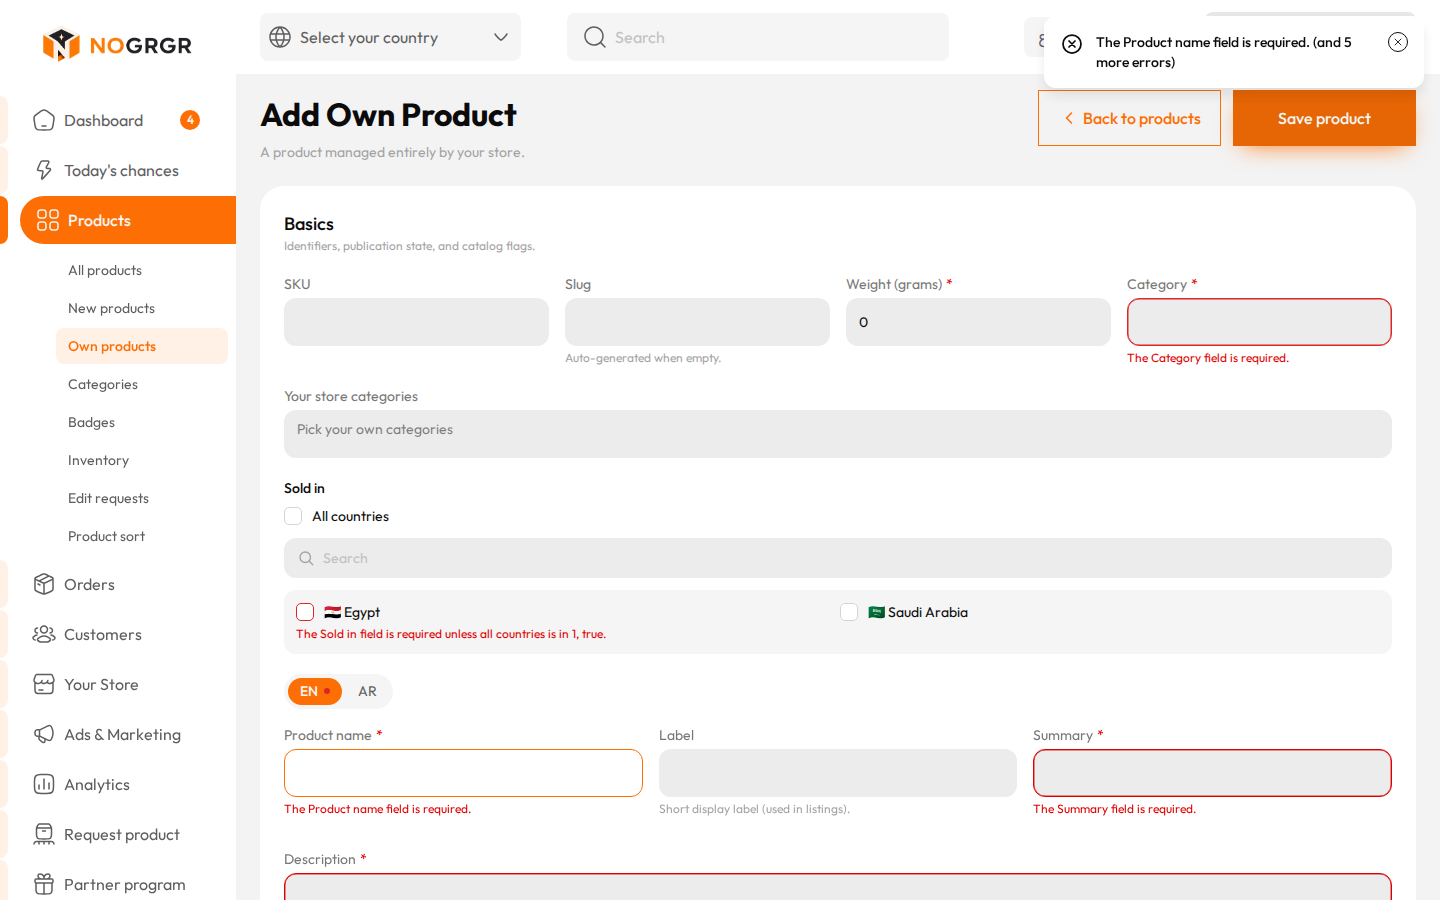 NOGRGR
Select your country
Search
The Product name field is required. (and 5
more errors)
Dashboard
4
Today's chances
Products
All products
New products
Own products
Categories
Badges
Inventory
Edit requests
Product sort
Orders
Customers
Your Store
Ads & Marketing
Analytics
Request product
Partner program
Add Own Product
A product managed entirely by your store.
Back to products
Save product
Basics
Identifiers, publication state, and catalog flags.
SKU
Slug
Weight (grams) *
Category *
0
Auto-generated when empty.
The Category field is required.
Your store categories
Pick your own categories
Sold in
All countries
Search
Egypt
Saudi Arabia
The Sold in field is required unless all countries is in 1, true.
EN
AR
Product name *
Label
Summary *
The Product name field is required.
Short display label (used in listings).
The Summary field is required.
Description *